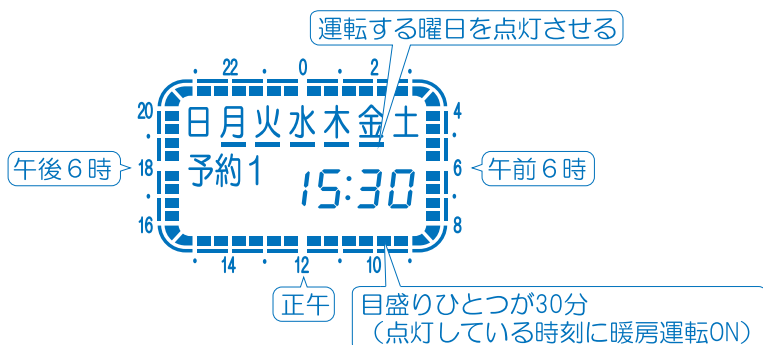 運転する曜日を点灯させる
・ 22 ・ 0 ・ 2 ・
20 日月火水木金土 4
・ ・
午後6時 18 予約1 6 午前6時
15:30
・ ・
16 8
・ 14 ・ 12 ・ 10 ・
正午
目盛りひとつが30分
(点灯している時刻に暖房運転ON)